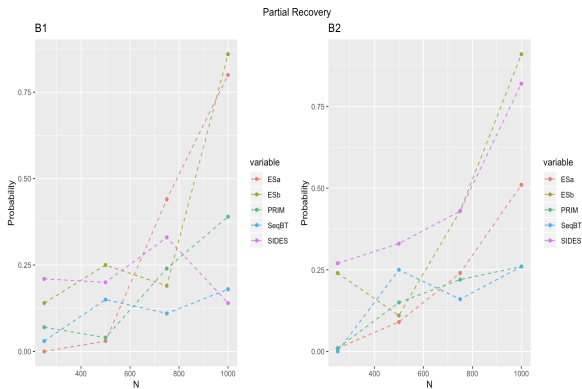 Partial Recovery
B1
Probability
0.75
0.50
0.25
0.00
400
600
800
1000
N
variable
ESa
ESb
PRIM
SeqBT
SIDES
B2
Probability
0.75
0.50
0.25
0.00
400
600
800
1000
N
variable
ESa
ESb
PRIM
SeqBT
SIDES